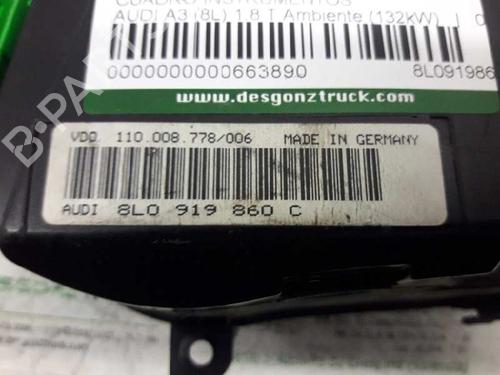 CUADRO INSTRUMENTOS
AUDI A3 (8L) 1.8 T Ambiente (132kW) |
0000000000663890 8L091986
www.desgonztruck.com
VDO 110.008.778/006 MADE IN GERMANY
AUDI 8L0 919 860 C
B-PARTS